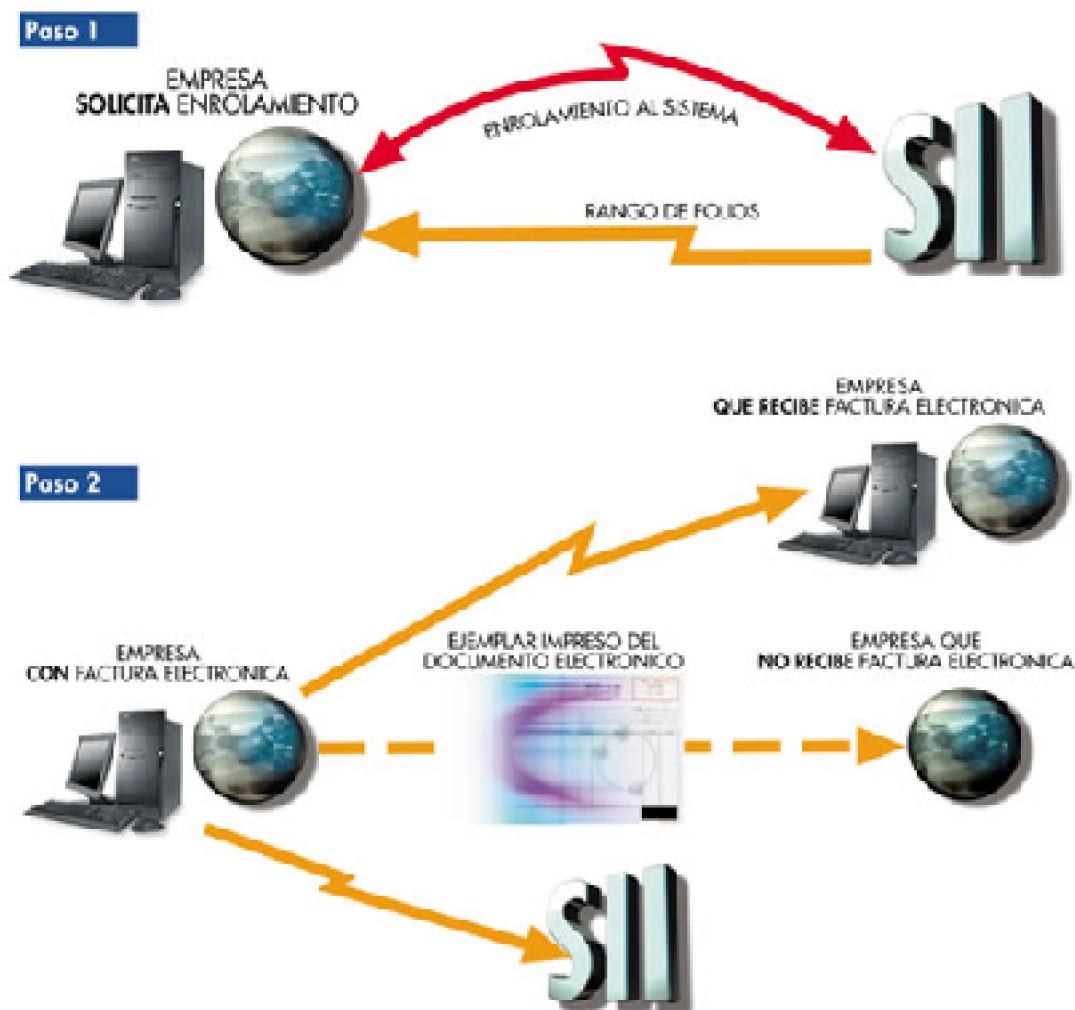 Paso 1
EMPRESA
SOLICITA ENROLAMIENTO
ENROLAMIENTO AL SISTEMA
SII
RANGO DE FOLIOS
EMPRESA
QUE RECIBE FACTURA ELECTRONICA
Paso 2
EMPRESA
CON FACTURA ELECTRONICA
EJEMPLAR IMPRESO DEL
DOCUMENTO ELECTRONICO
EMPRESA QUE
NO RECIBE FACTURA ELECTRONICA
SII